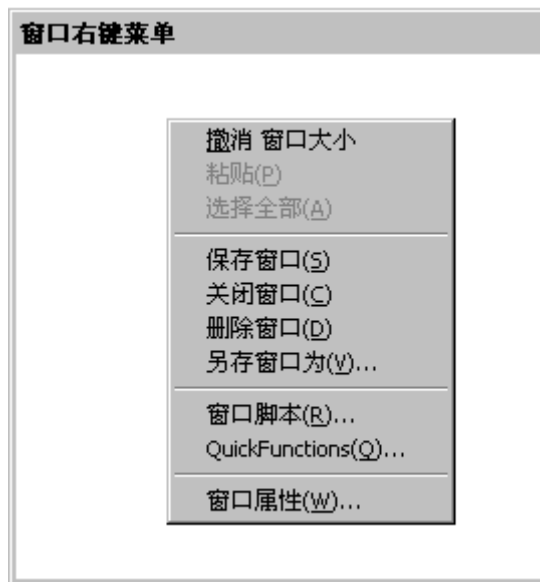 窗口右键菜单
撤消 窗口大小
粘贴(P)
选择全部(A)
保存窗口(S)
关闭窗口(C)
删除窗口(D)
另存窗口为(V)...
窗口脚本(R)...
QuickFunctions(Q)...
窗口属性(W)...